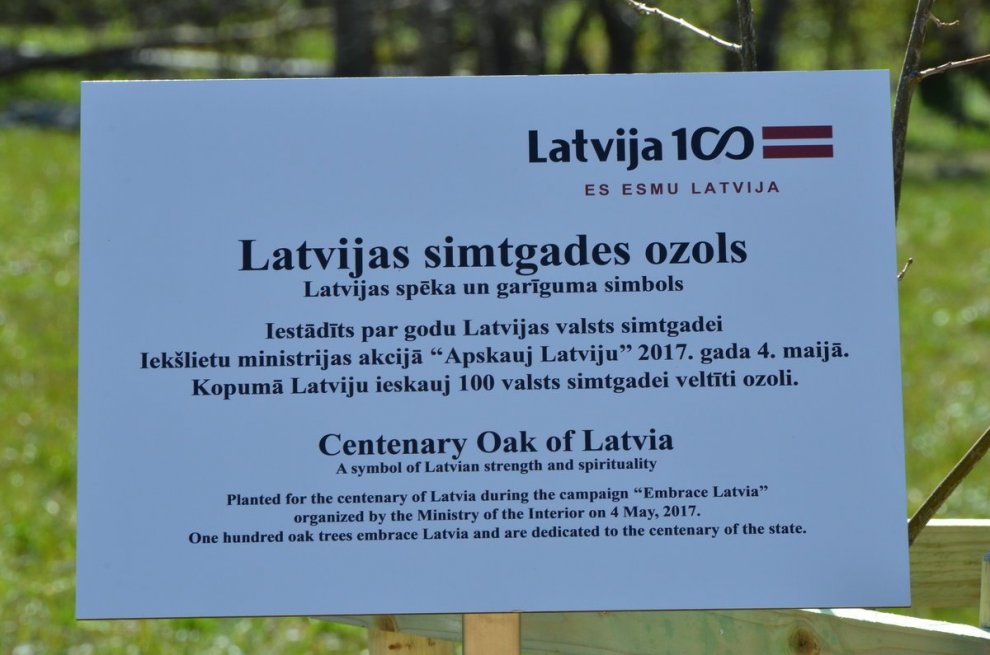 Latvija 100
ES ESMU LATVIJA
Latvijas simtgades ozols
Latvijas spēka un garīguma simbols
Iestādīts par godu Latvijas valsts simtgadei
Iekšlietu ministrijas akcijā “Apskauj Latviju” 2017. gada 4. maijā.
Kopumā Latviju ieskauj 100 valsts simtgadei veltīti ozoli.
Centenary Oak of Latvia
A symbol of Latvian strength and spirituality
Planted for the centenary of Latvia during the campaign “Embrace Latvia”
organized by the Ministry of the Interior on 4 May, 2017.
One hundred oak trees embrace Latvia and are dedicated to the centenary of the state.